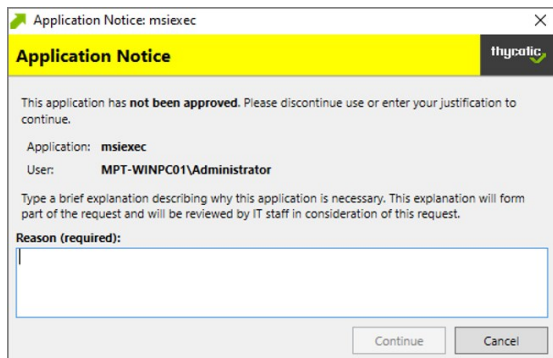 Application Notice: msiexec
Application Notice
thycotic
This application has not been approved. Please discontinue use or enter your justification to
continue.
Application: msiexec
User: MPT-WINPC01\Administrator
Type a brief explanation describing why this application is necessary. This explanation will form
part of the request and will be reviewed by IT staff in consideration of this request.
Reason (required):
Continue Cancel